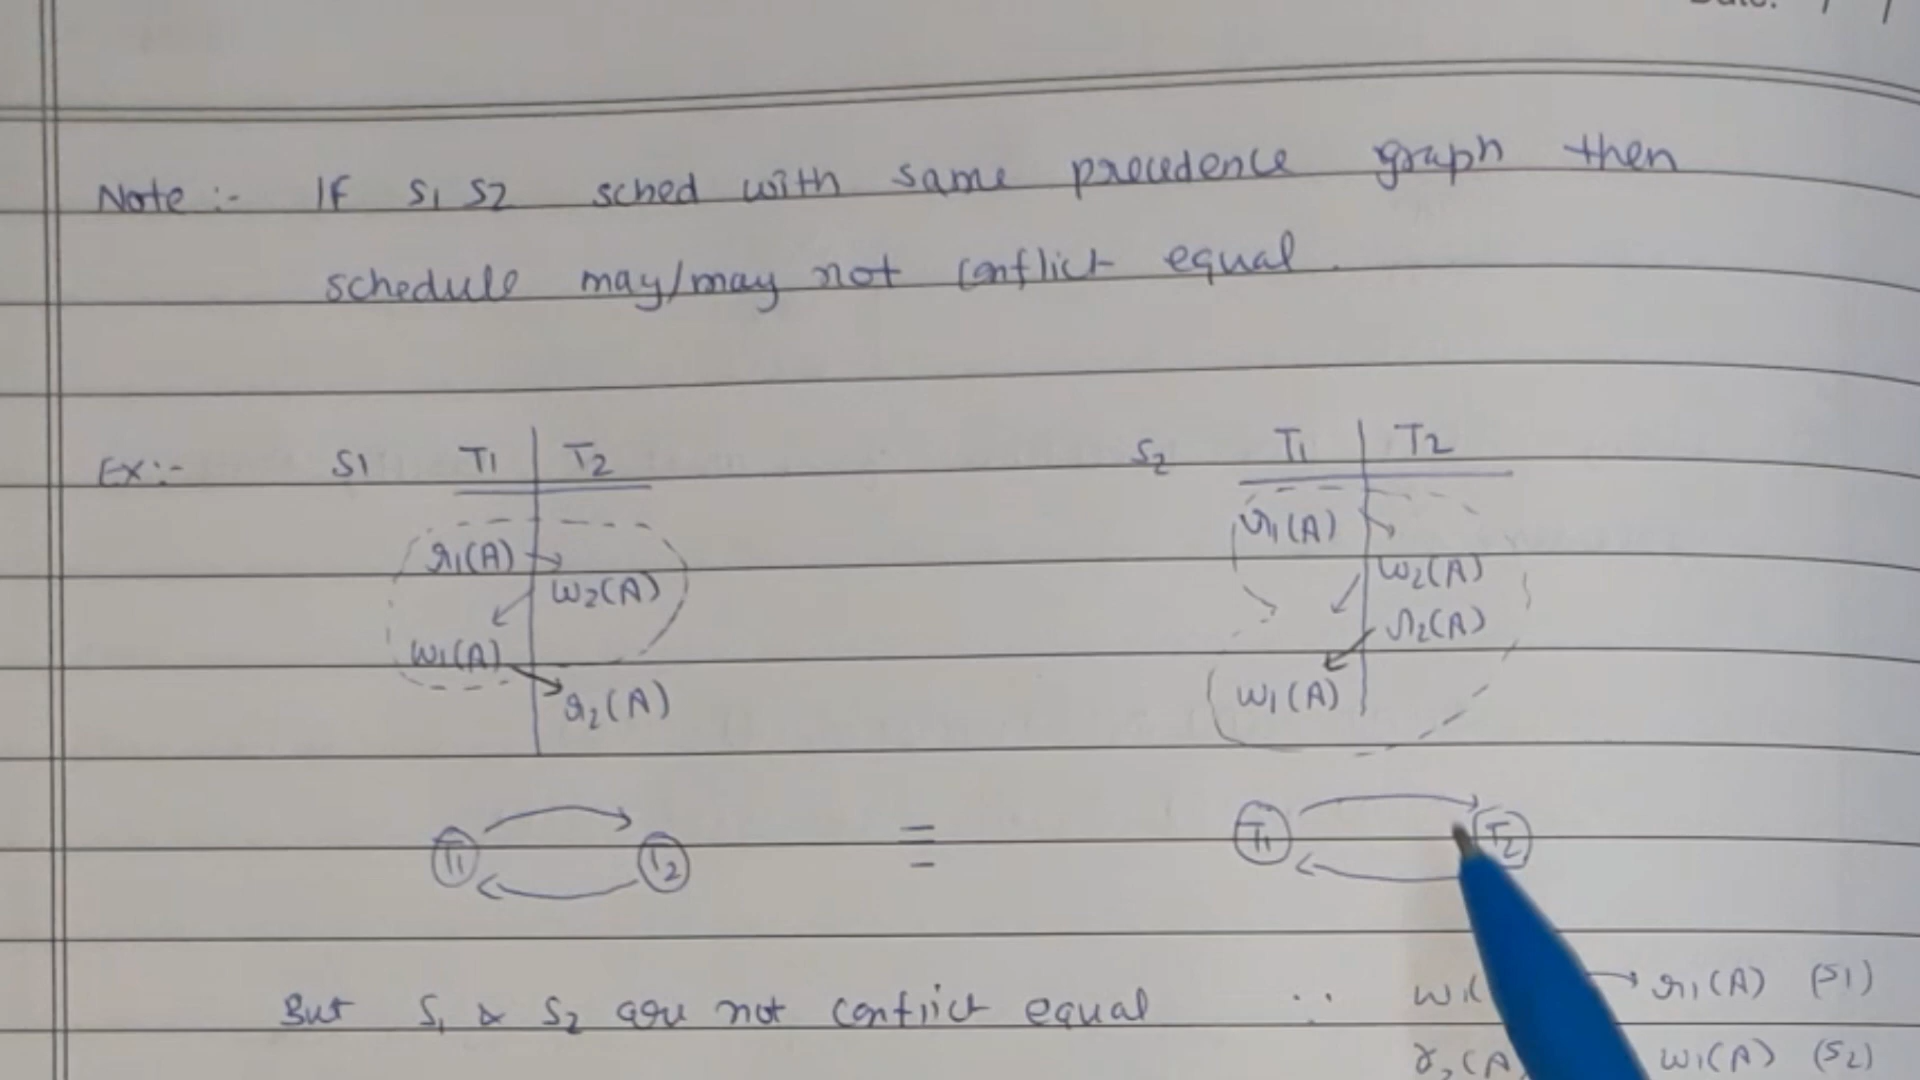 Note :- If S1 S2 sched with same precedence graph then
schedule may/may not conflict equal.
Ex:- S1 T1 T2
r1(A)
w2(A)
w1(A)
r2(A)
S2 T1 T2
r1(A)
w2(A)
r2(A)
w1(A)
T1 T2 = T1 T2
But S1 & S2 are not conflict equal ∵ → r1(A) (S1)
w1(A) (S2)